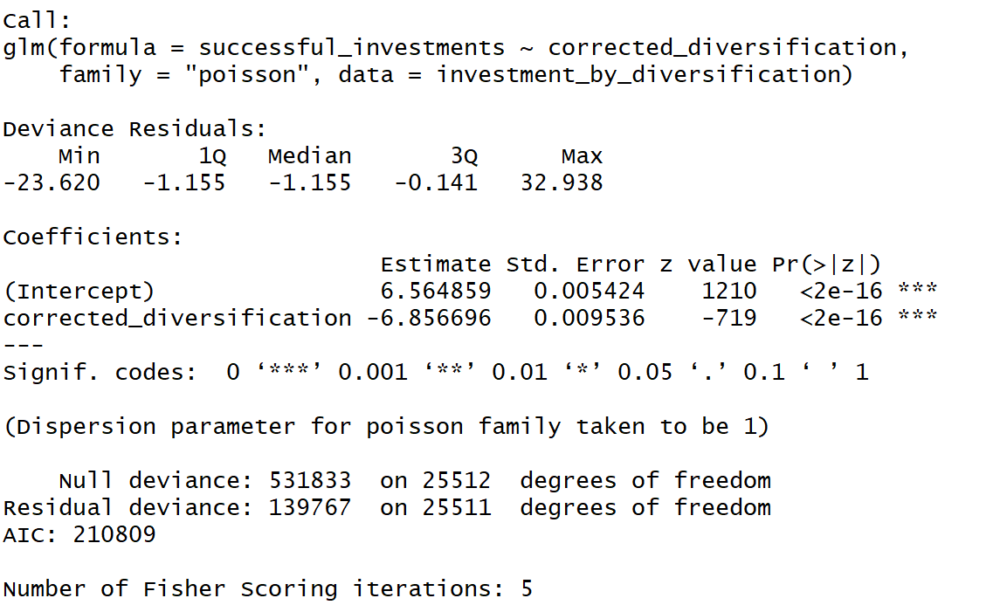 Call:
glm(formula = successful_investments ~ corrected_diversification,
    family = "poisson", data = investment_by_diversification)

Deviance Residuals:
    Min       1Q   Median       3Q      Max
-23.620   -1.155   -1.155   -0.141   32.938

Coefficients:
                           Estimate Std. Error z value Pr(>|z|)
(Intercept)                6.564859   0.005424    1210   <2e-16 ***
corrected_diversification -6.856696   0.009536    -719   <2e-16 ***
---
Signif. codes:  0 ‘***’ 0.001 ‘**’ 0.01 ‘*’ 0.05 ‘.’ 0.1 ‘ ’ 1

(Dispersion parameter for poisson family taken to be 1)

    Null deviance: 531833  on 25512  degrees of freedom
Residual deviance: 139767  on 25511  degrees of freedom
AIC: 210809

Number of Fisher Scoring iterations: 5